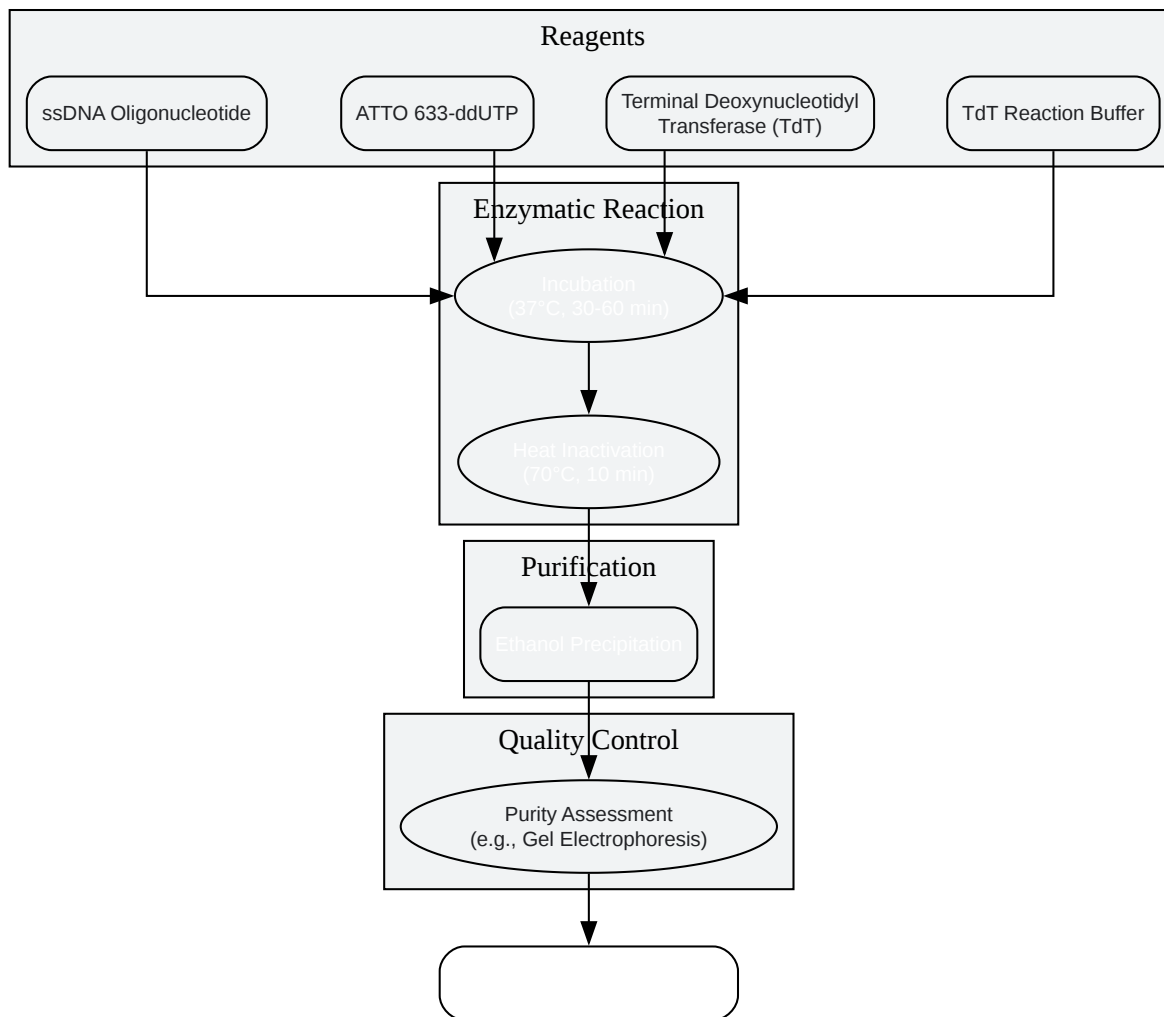 Reagents
ssDNA Oligonucleotide
ATTO 633-ddUTP
Terminal Deoxynucleotidyl
Transferase (TdT)
TdT Reaction Buffer
Enzymatic Reaction
Incubation
(37°C, 30-60 min)
Heat Inactivation
(70°C, 10 min)
Purification
Ethanol Precipitation
Quality Control
Purity Assessment
(e.g., Gel Electrophoresis)